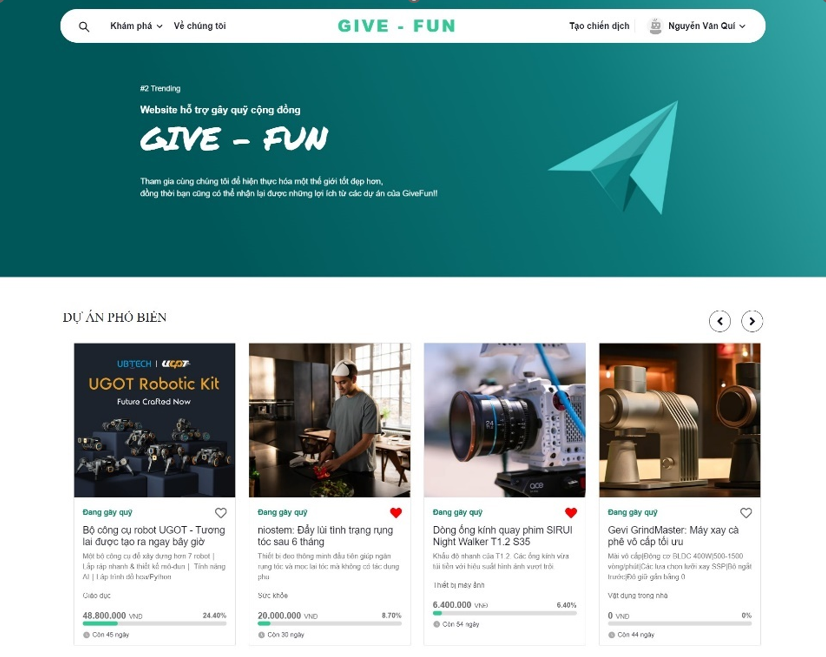 Khám phá
Về chúng tôi
GIVE - FUN
Tạo chiến dịch
Nguyễn Văn Quí
#2 Trending
Website hỗ trợ gây quỹ cộng đồng
GIVE - FUN
Tham gia cùng chúng tôi để hiện thực hóa một thế giới tốt đẹp hơn,
đồng thời bạn cũng có thể nhận lại được những lợi ích từ các dự án của GiveFun!!
DỰ ÁN PHỔ BIẾN
UBTECH | UGOT
UGOT Robotic Kit
Future Crafted Now
Đang gây quỹ
Bộ công cụ robot UGOT - Tương
lai được tạo ra ngay bây giờ
Một bộ công cụ để xây dựng hơn 7 robot |
Lắp ráp nhanh & thiết kế mô-đun | Tính năng
AI | Lập trình đồ họa/Python
Giáo dục
48.800.000 VND
24.40%
Còn 45 ngày
Đang gây quỹ
niostem: Đẩy lùi tình trạng rụng
tóc sau 6 tháng
Thiết bị đeo thông minh đầu tiên giúp ngăn
rụng tóc và mọc lại tóc mà không có tác dụng
phụ
Sức khỏe
20.000.000 VND
8.70%
Còn 30 ngày
Đang gây quỹ
Dòng ống kính quay phim SIRUI
Night Walker T1.2 S35
Khẩu độ nhanh của T1.2. Các ống kính vừa
túi tiền với hiệu suất hình ảnh vượt trội
Thiết bị máy ảnh
6.400.000 VND
6.40%
Còn 54 ngày
ace
Đang gây quỹ
Gevi GrindMaster: Máy xay cà
phê vô cấp tối ưu
Mài vô cấp|Động cơ BLDC 400W|500-1500
vòng/phút|Các lựa chọn lưỡi xay SSP|Bộ ngắt
trước|Độ giữ gần bằng 0
Vật dụng trong nhà
0 VND
0%
Còn 44 ngày